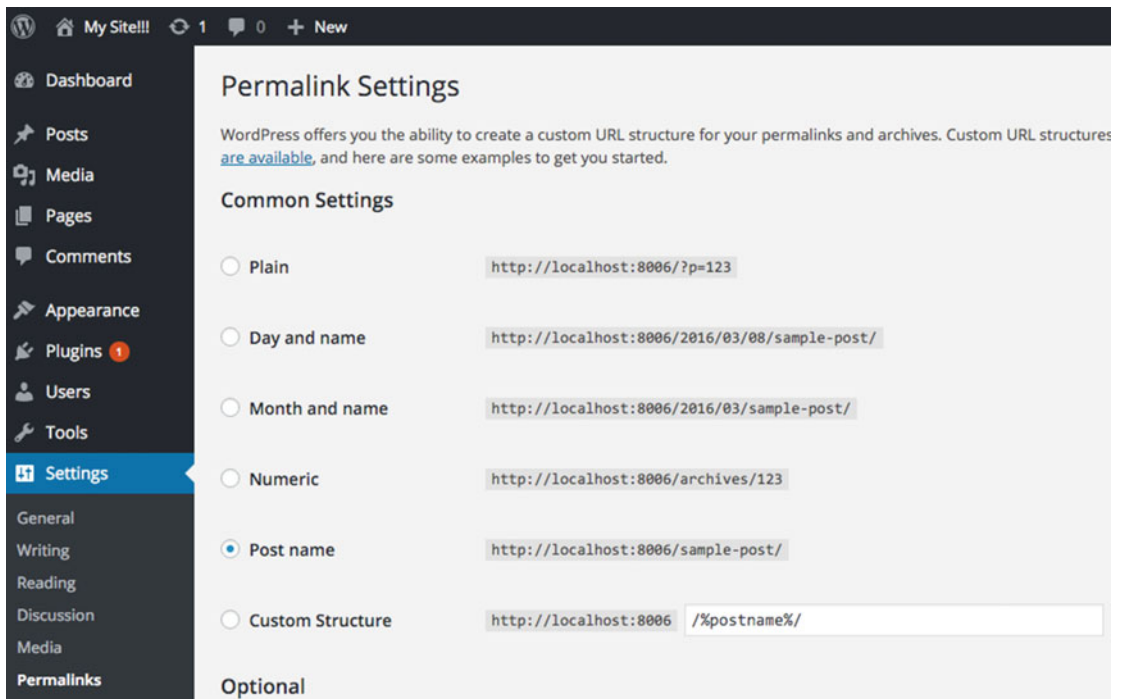 My Site!!! 1 0 + New
Dashboard
Posts
Media
Pages
Comments
Appearance
Plugins 1
Users
Tools
Settings
General
Writing
Reading
Discussion
Media
Permalinks
Permalink Settings
WordPress offers you the ability to create a custom URL structure for your permalinks and archives. Custom URL structures
are available, and here are some examples to get you started.
Common Settings
Plain http://localhost:8006/?p=123
Day and name http://localhost:8006/2016/03/08/sample-post/
Month and name http://localhost:8006/2016/03/sample-post/
Numeric http://localhost:8006/archives/123
Post name http://localhost:8006/sample-post/
Custom Structure http://localhost:8006 /%postname%/
Optional